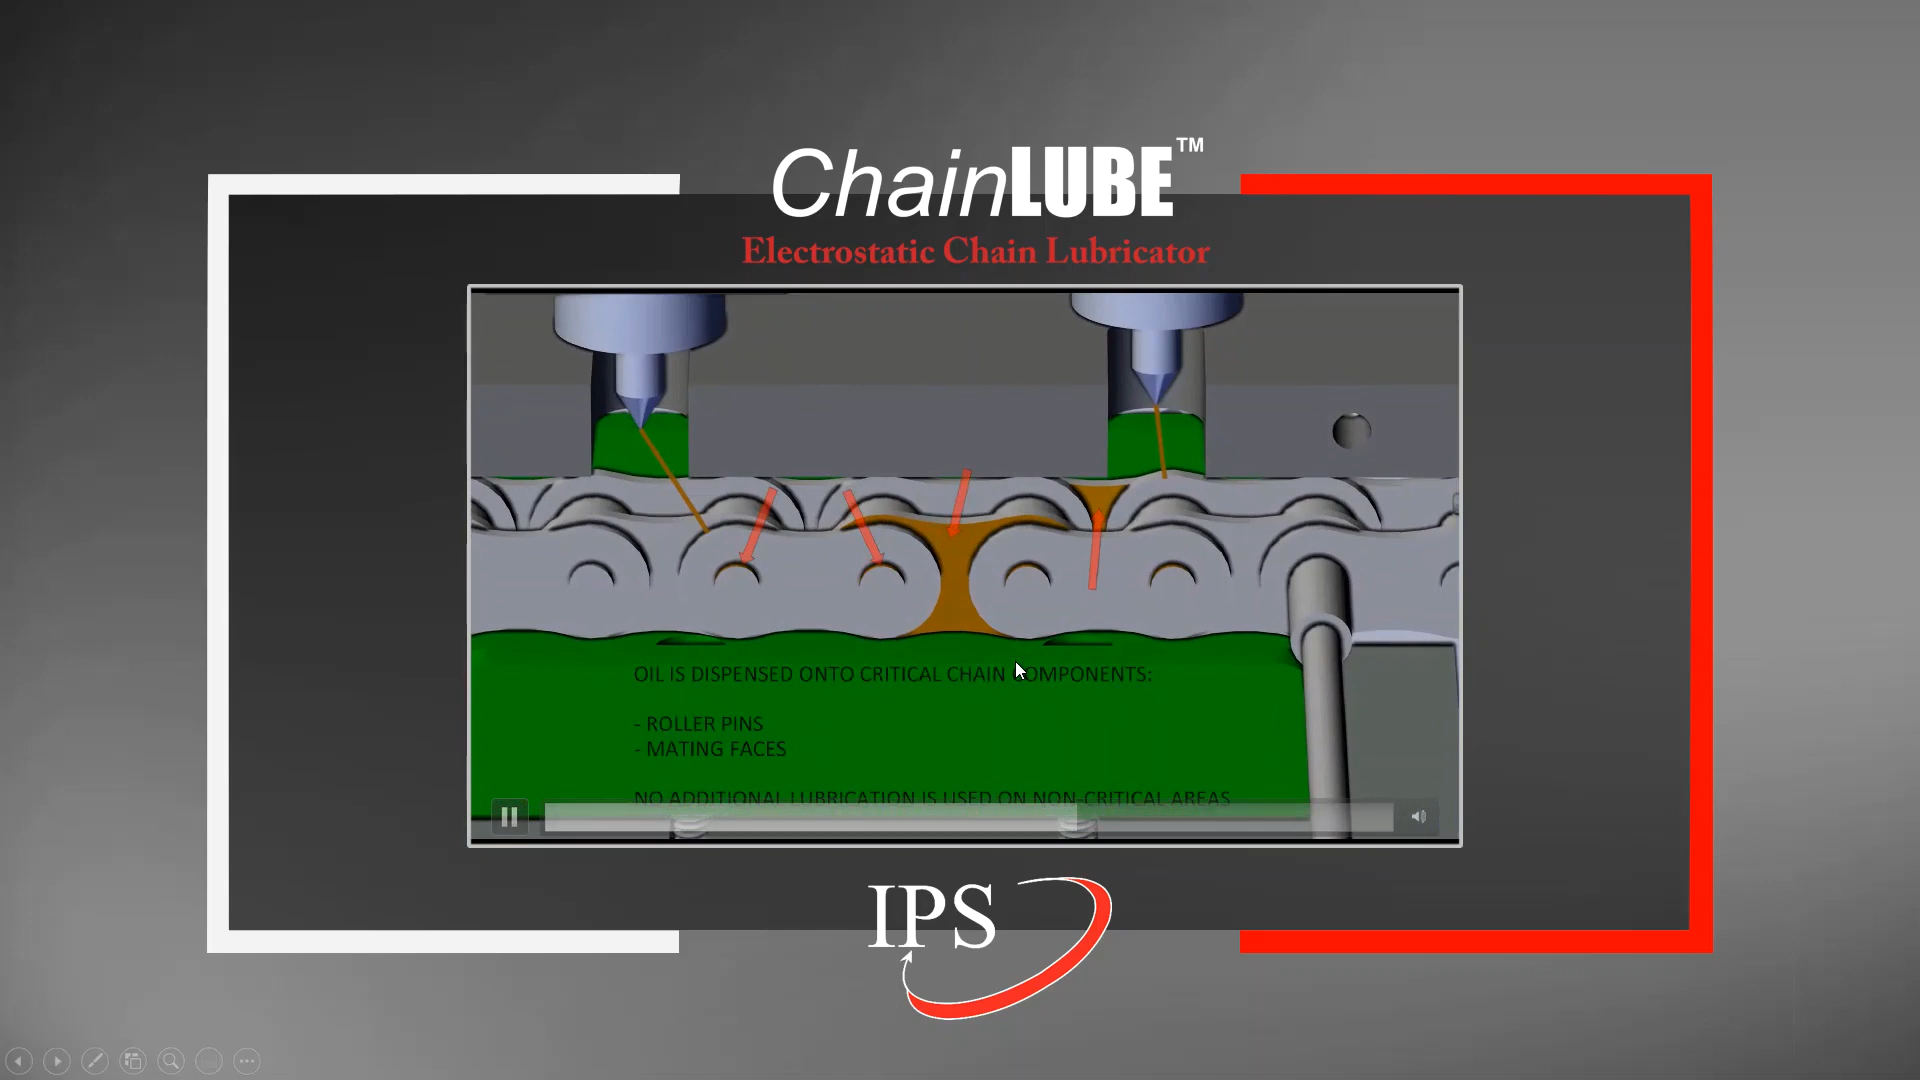 ChainLUBE™
Electrostatic Chain Lubricator
OIL IS DISPENSED ONTO CRITICAL CHAIN COMPONENTS:
- ROLLER PINS
- MATING FACES
NO ADDITIONAL LUBRICATION IS USED ON NON-CRITICAL AREAS
IPS